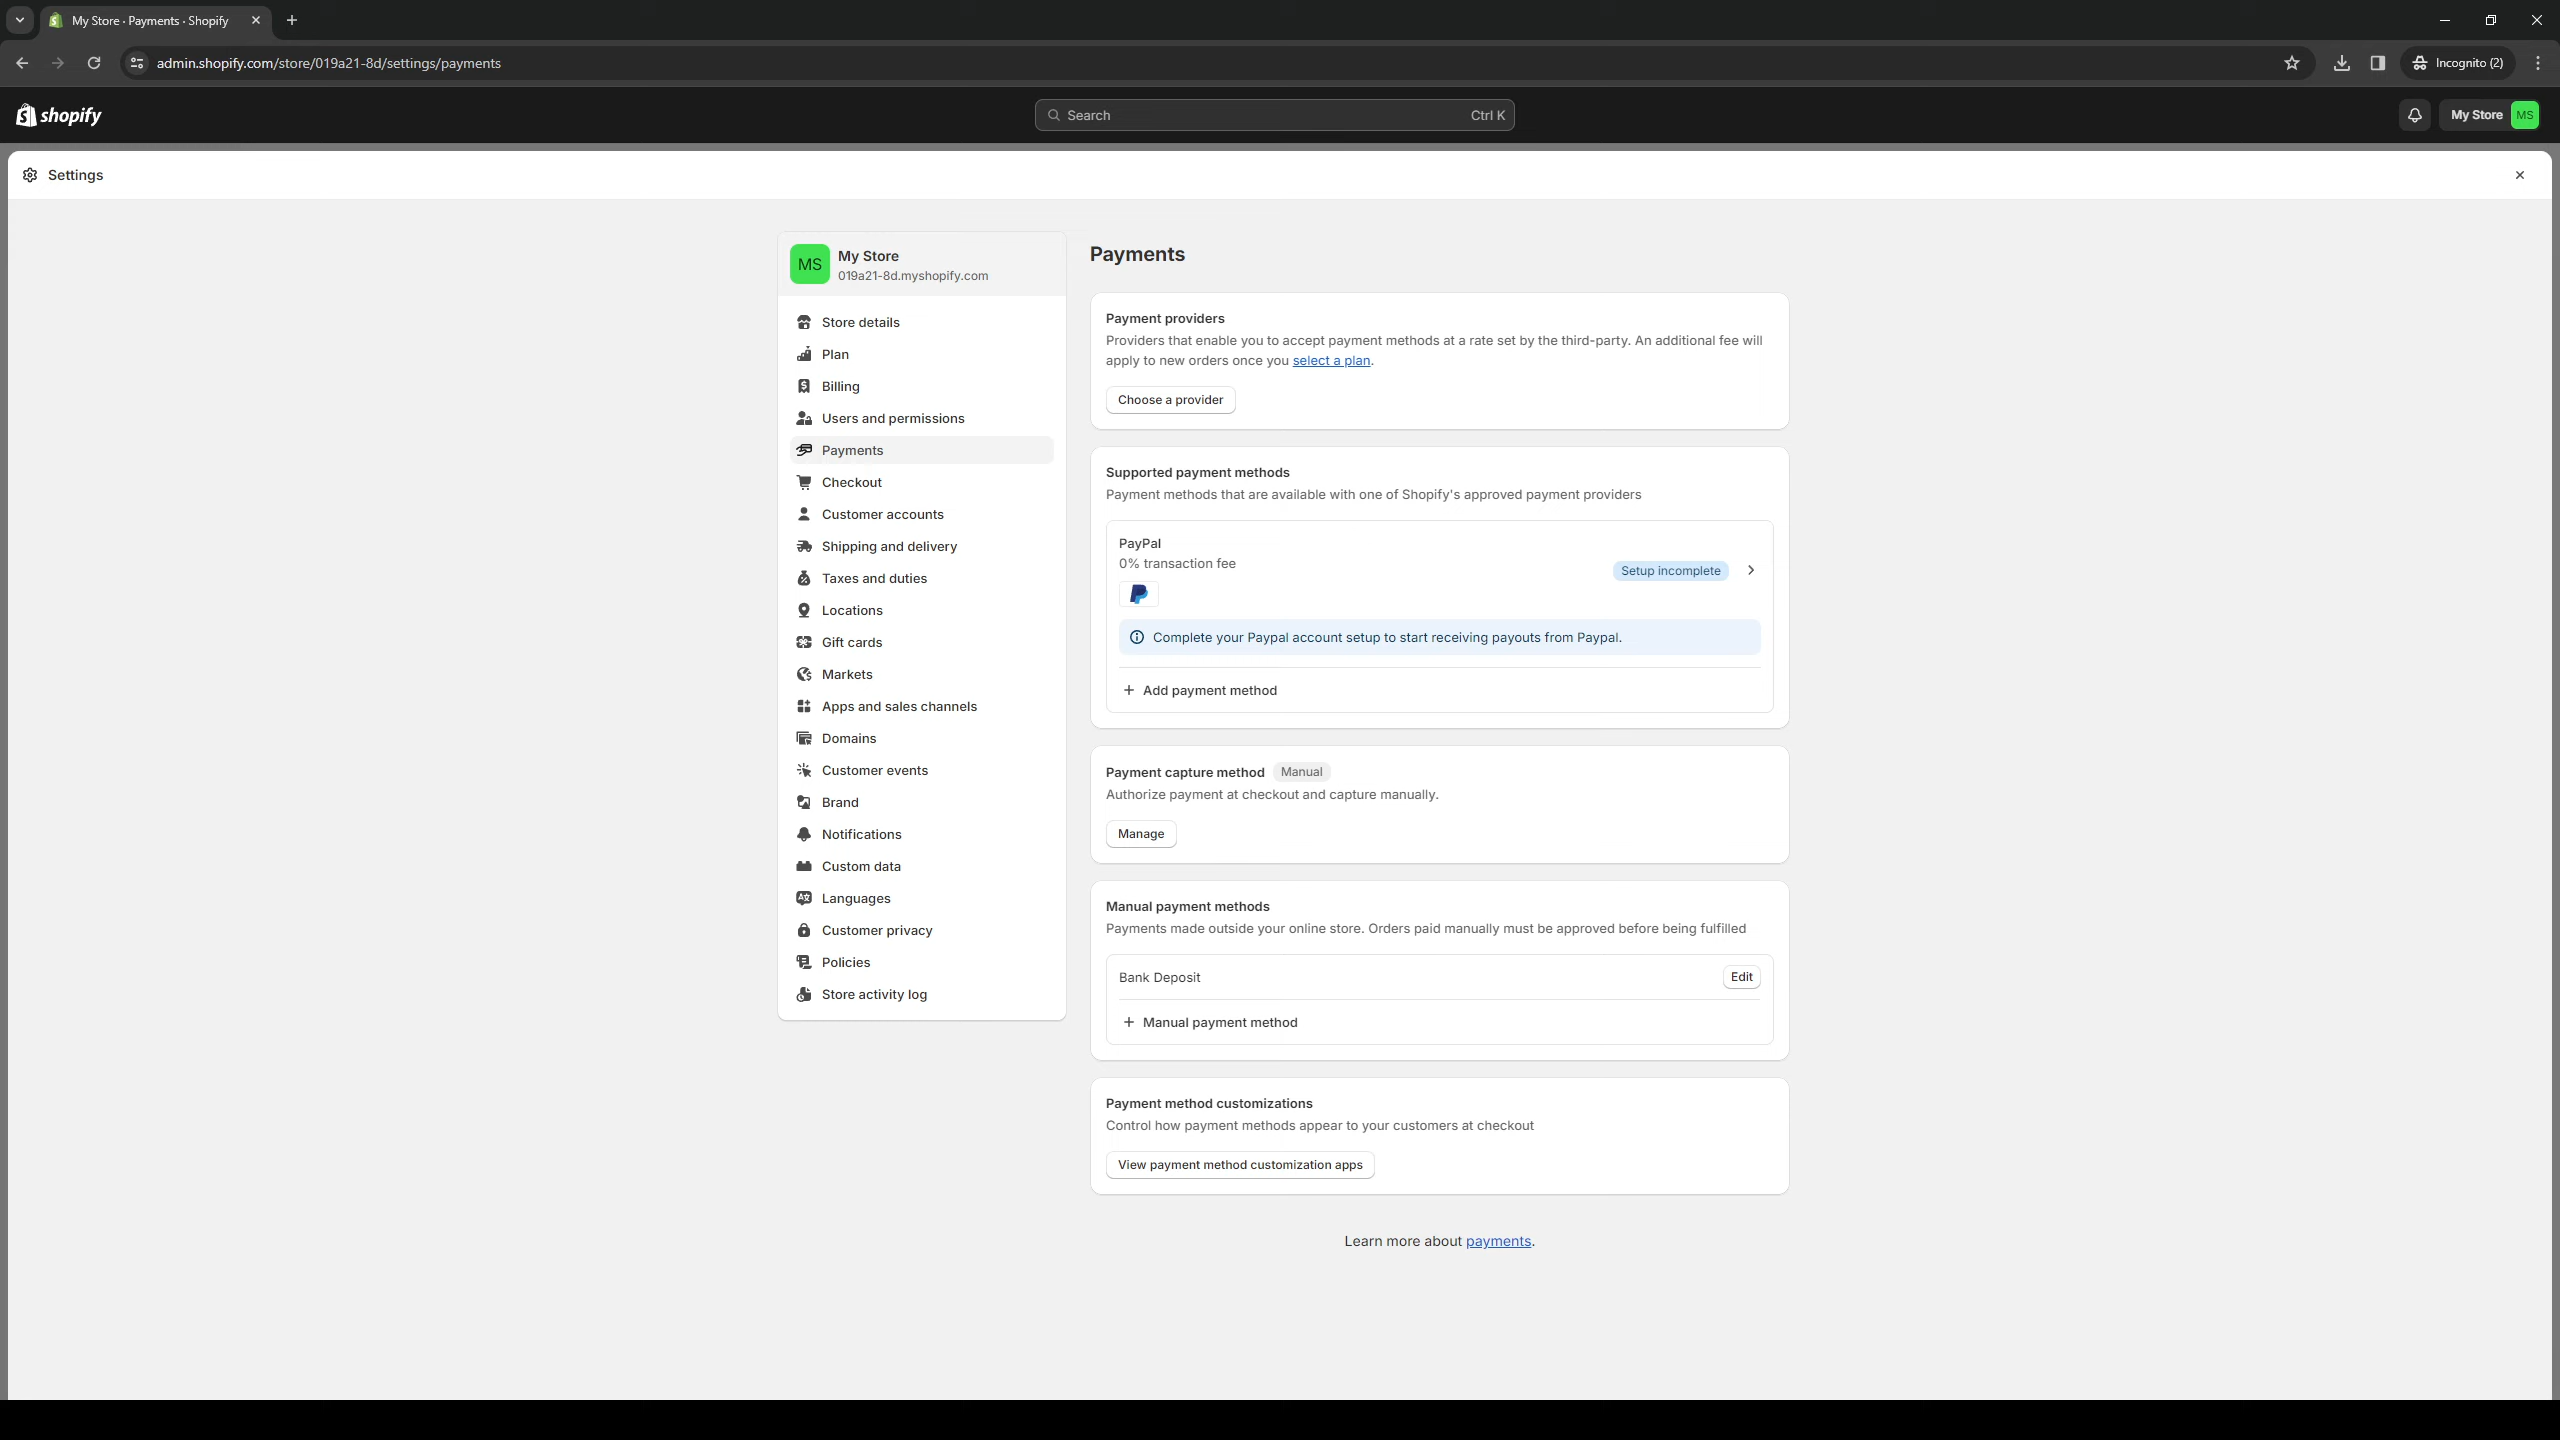 My Store · Payments · Shopify
admin.shopify.com/store/019a21-8d/settings/payments
Incognito (2)
shopify
Search
Ctrl K
My Store
MS
Settings
MS
My Store
019a21-8d.myshopify.com
Store details
Plan
Billing
Users and permissions
Payments
Checkout
Customer accounts
Shipping and delivery
Taxes and duties
Locations
Gift cards
Markets
Apps and sales channels
Domains
Customer events
Brand
Notifications
Custom data
Languages
Customer privacy
Policies
Store activity log
Payments
Payment providers
Providers that enable you to accept payment methods at a rate set by the third-party. An additional fee will
apply to new orders once you select a plan.
Choose a provider
Supported payment methods
Payment methods that are available with one of Shopify's approved payment providers
PayPal
0% transaction fee
Setup incomplete
Complete your Paypal account setup to start receiving payouts from Paypal.
Add payment method
Payment capture method
Manual
Authorize payment at checkout and capture manually.
Manage
Manual payment methods
Payments made outside your online store. Orders paid manually must be approved before being fulfilled
Bank Deposit
Edit
Manual payment method
Payment method customizations
Control how payment methods appear to your customers at checkout
View payment method customization apps
Learn more about payments.